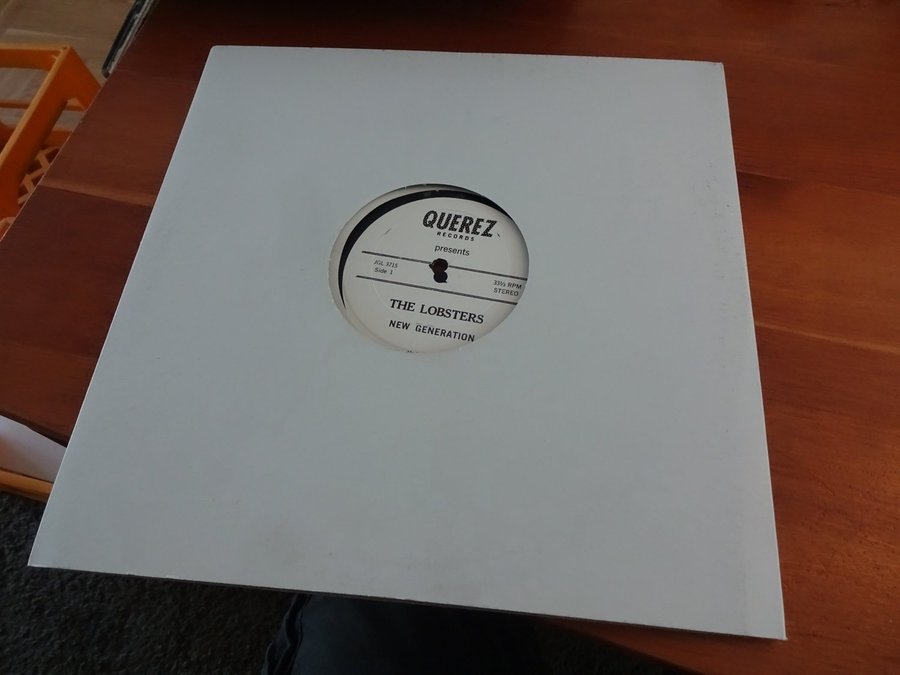 QUEREZ
RECORDS
presents
JGL 3715
Side 1
33⅓ RPM
STEREO
THE LOBSTERS
NEW GENERATION